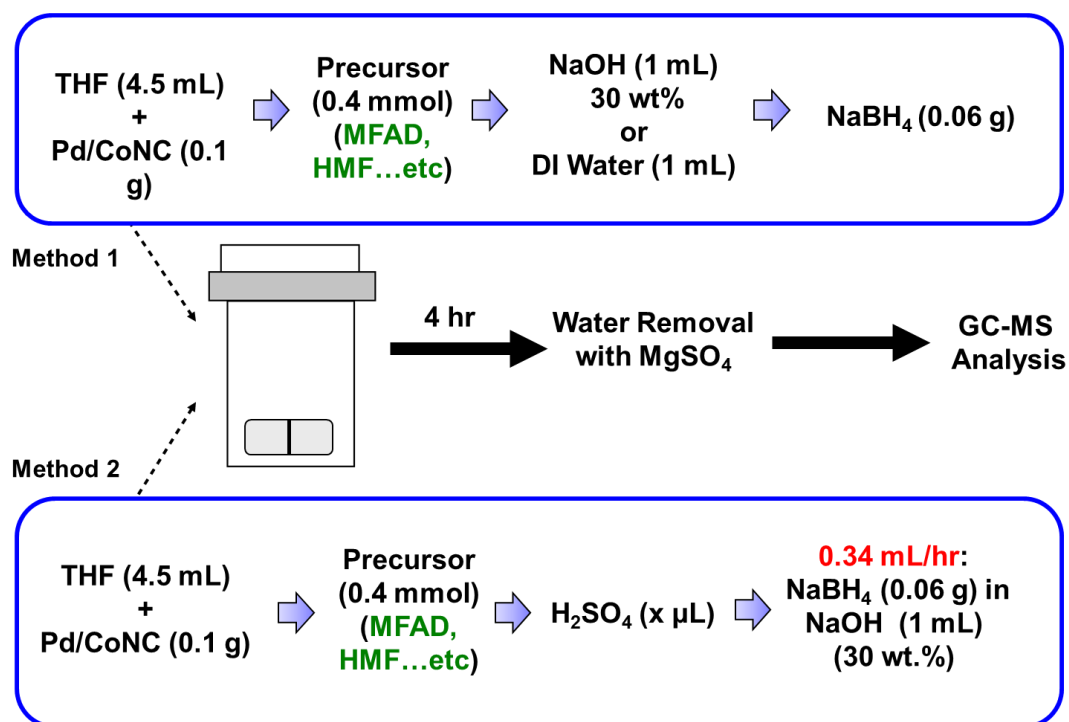 THF (4.5 mL)
+
Pd/CoNC (0.1
g)
Precursor
(0.4 mmol)
(MFAD,
HMF...etc)
NaOH (1 mL)
30 wt%
or
DI Water (1 mL)
NaBH₄ (0.06 g)
Method 1
4 hr
Water Removal
with MgSO₄
GC-MS
Analysis
Method 2
THF (4.5 mL)
+
Pd/CoNC (0.1 g)
Precursor
(0.4 mmol)
(MFAD,
HMF...etc)
H₂SO₄ (x µL)
0.34 mL/hr:
NaBH₄ (0.06 g) in
NaOH (1 mL)
(30 wt.%)